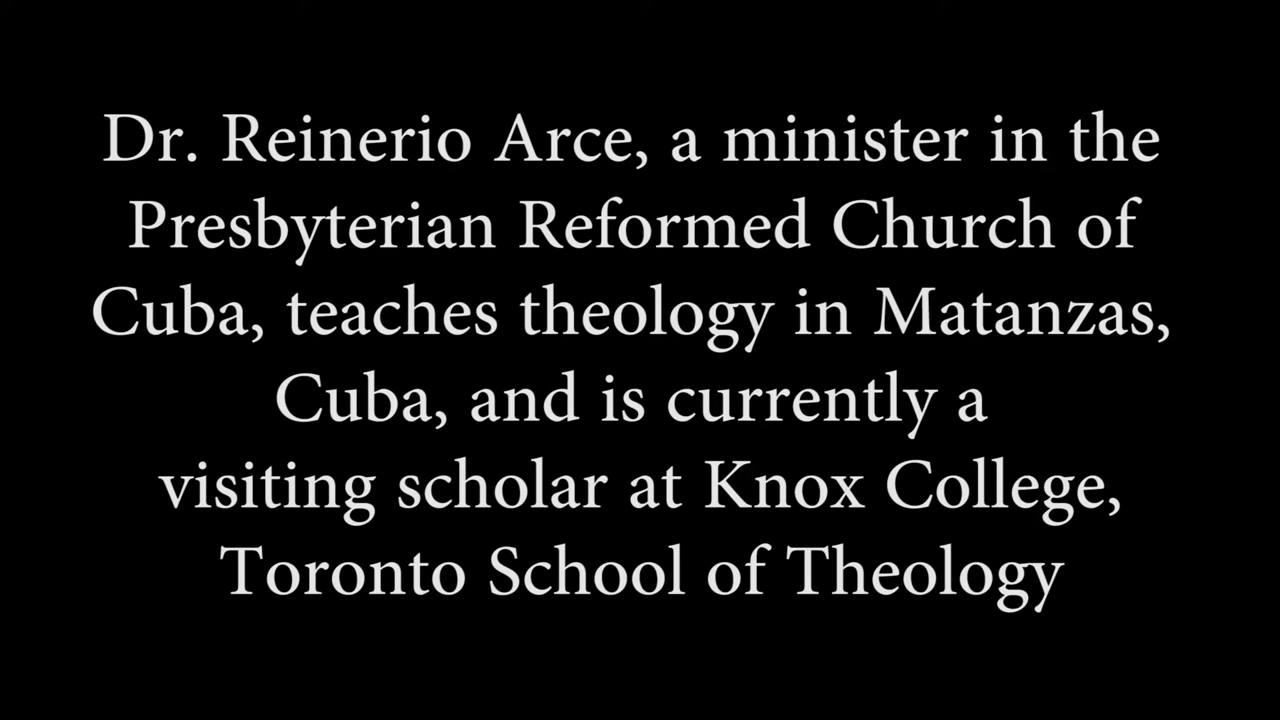 Dr. Reinerio Arce, a minister in the
Presbyterian Reformed Church of
Cuba, teaches theology in Matanzas,
Cuba, and is currently a
visiting scholar at Knox College,
Toronto School of Theology